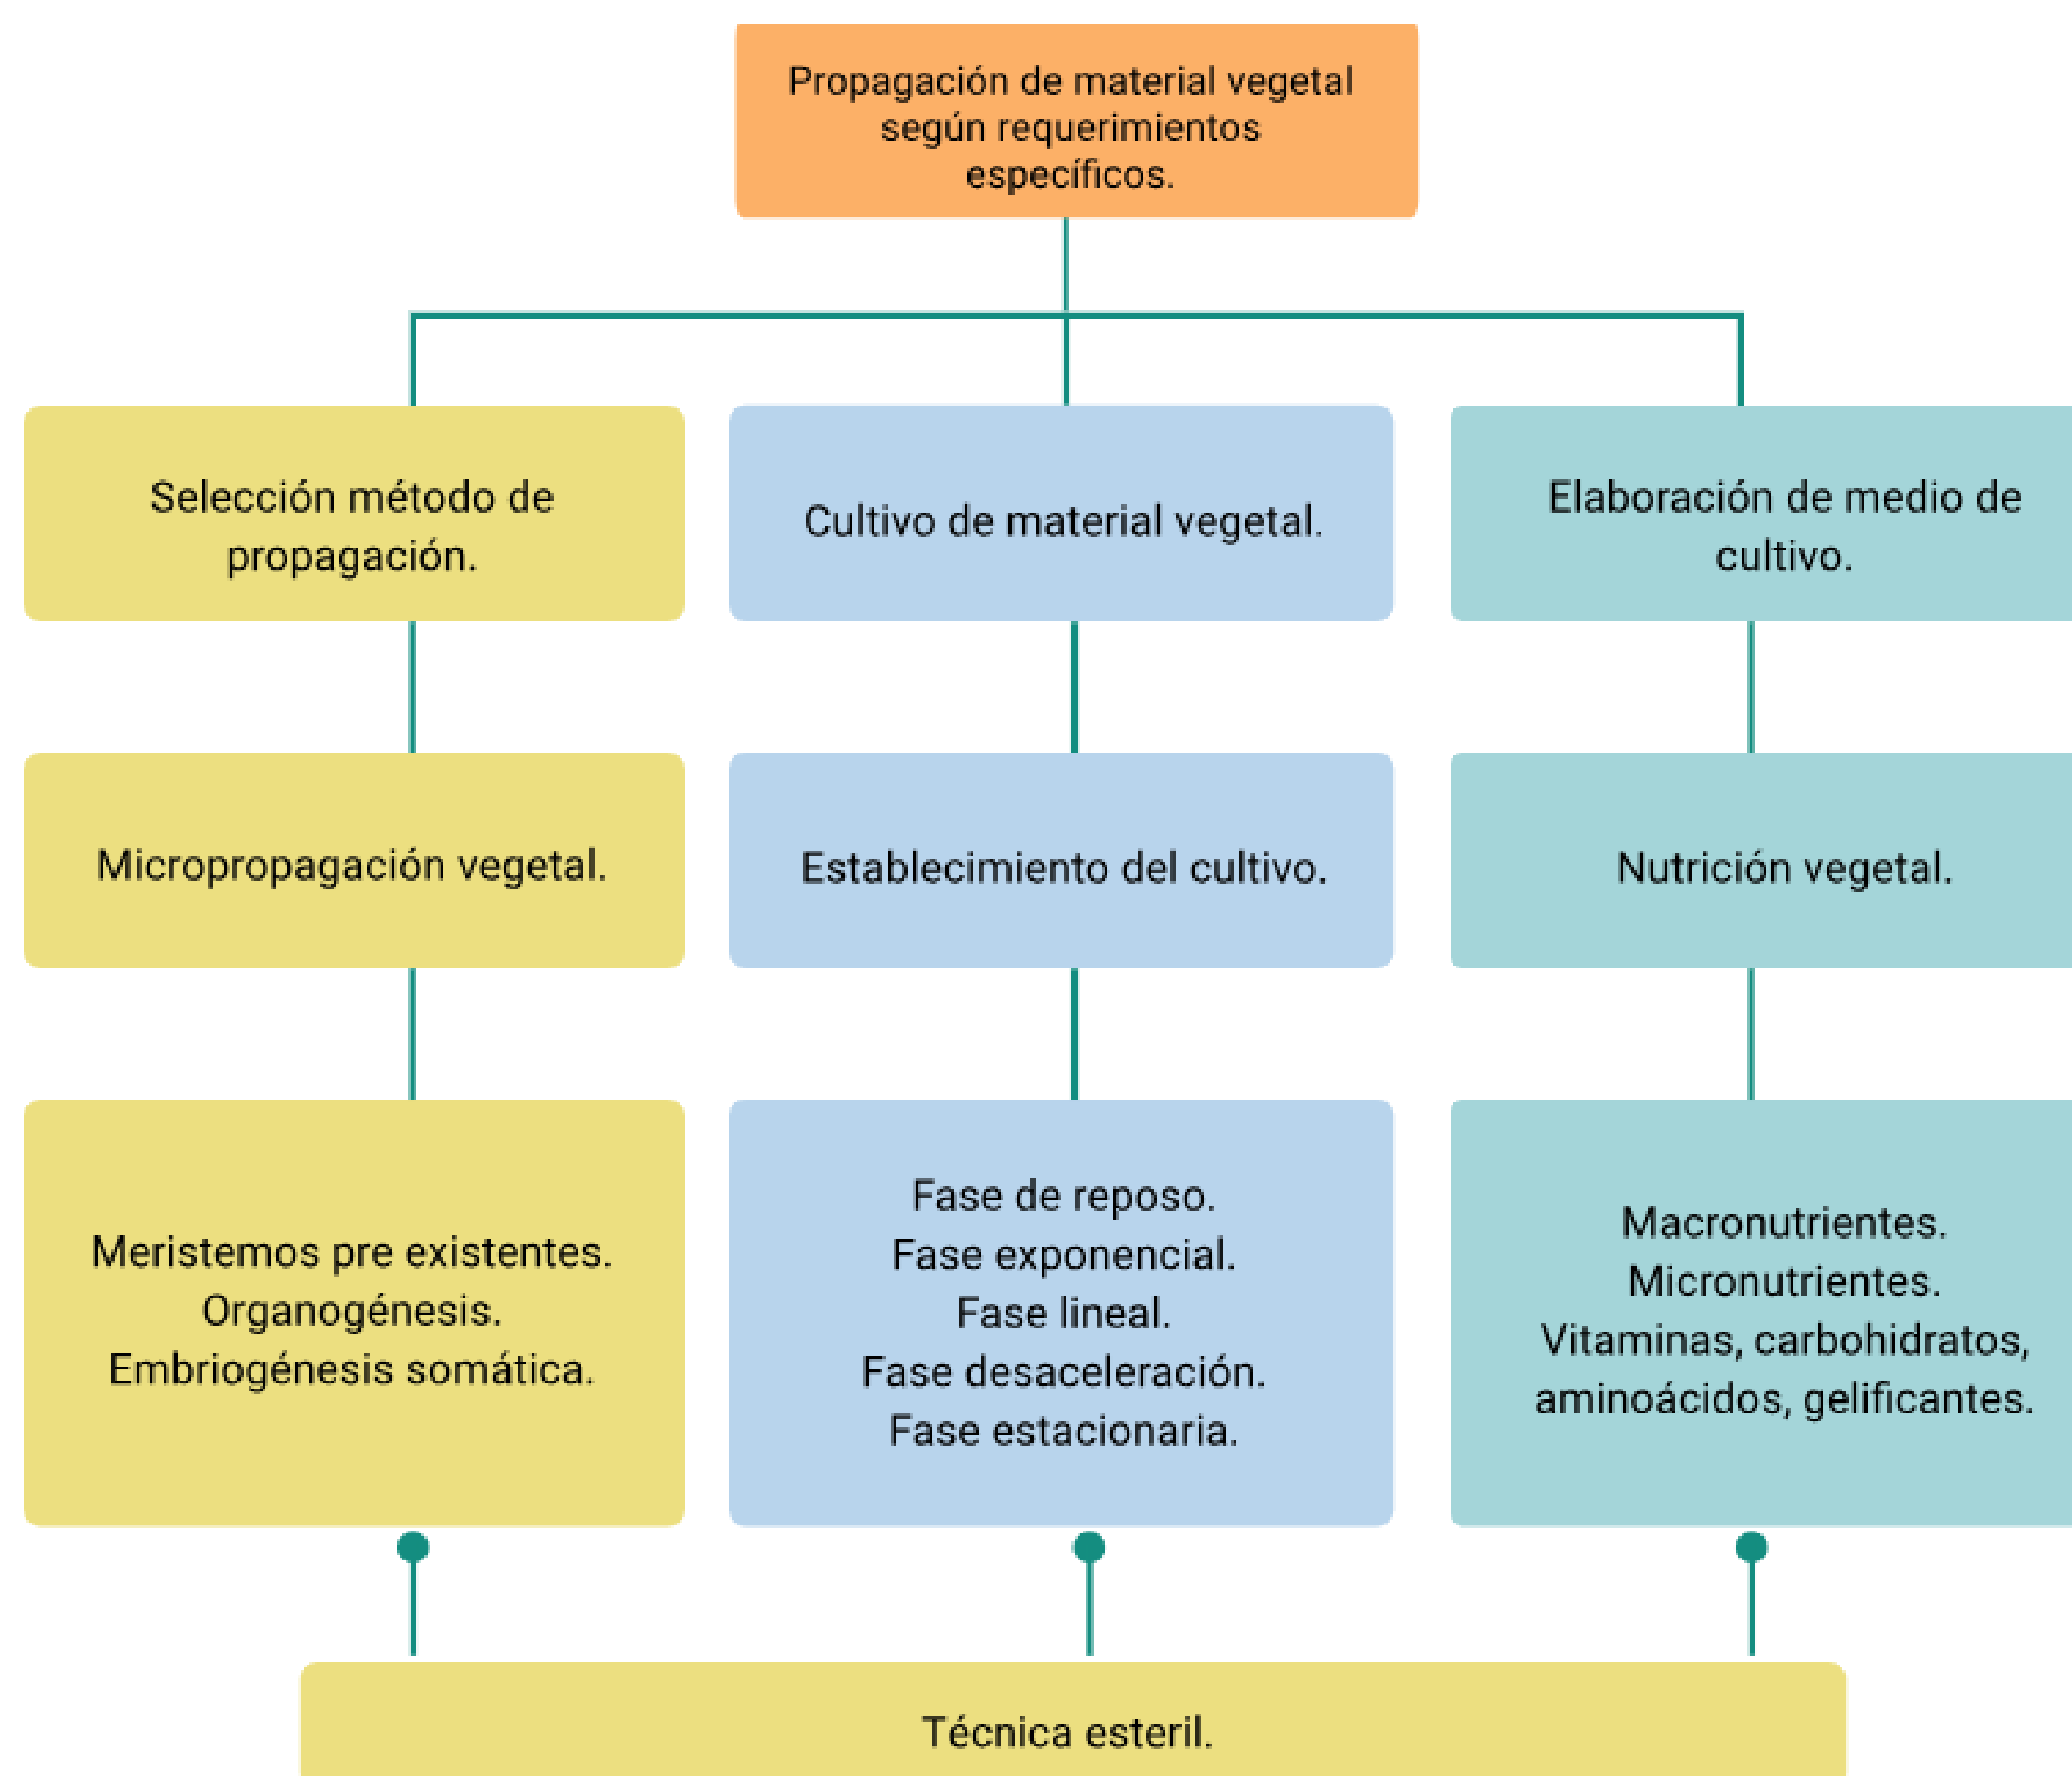 Propagación de material vegetal
según requerimientos
específicos.
Selección método de
propagación.
Cultivo de material vegetal.
Elaboración de medio de
cultivo.
Micropropagación vegetal.
Establecimiento del cultivo.
Nutrición vegetal.
Meristemos pre existentes.
Organogénesis.
Embriogénesis somática.
Fase de reposo.
Fase exponencial.
Fase lineal.
Fase desaceleración.
Fase estacionaria.
Macronutrientes.
Micronutrientes.
Vitaminas, carbohidratos,
aminoácidos, gelificantes.
Técnica esteril.